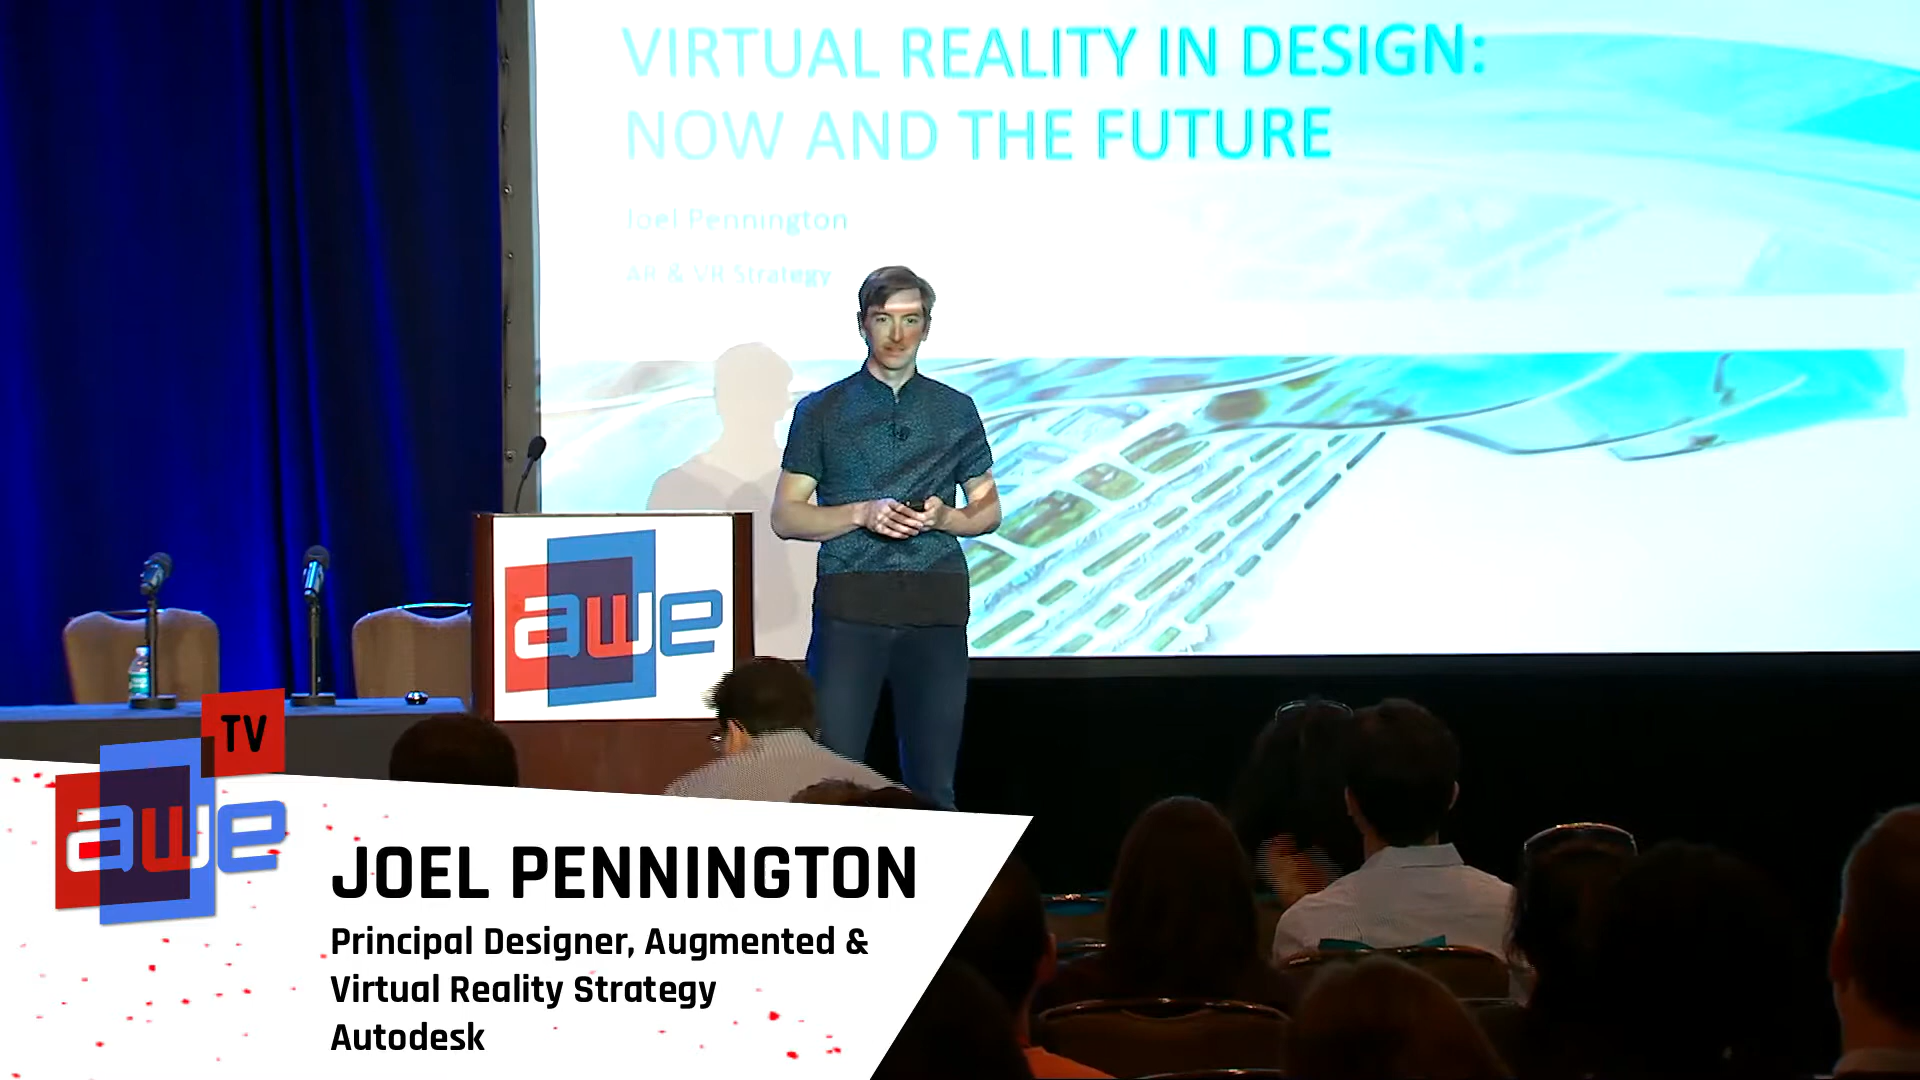 VIRTUAL REALITY IN DESIGN:
NOW AND THE FUTURE
Joel Pennington
AR & VR Strategy
awe
TV
awe
JOEL PENNINGTON
Principal Designer, Augmented &
Virtual Reality Strategy
Autodesk